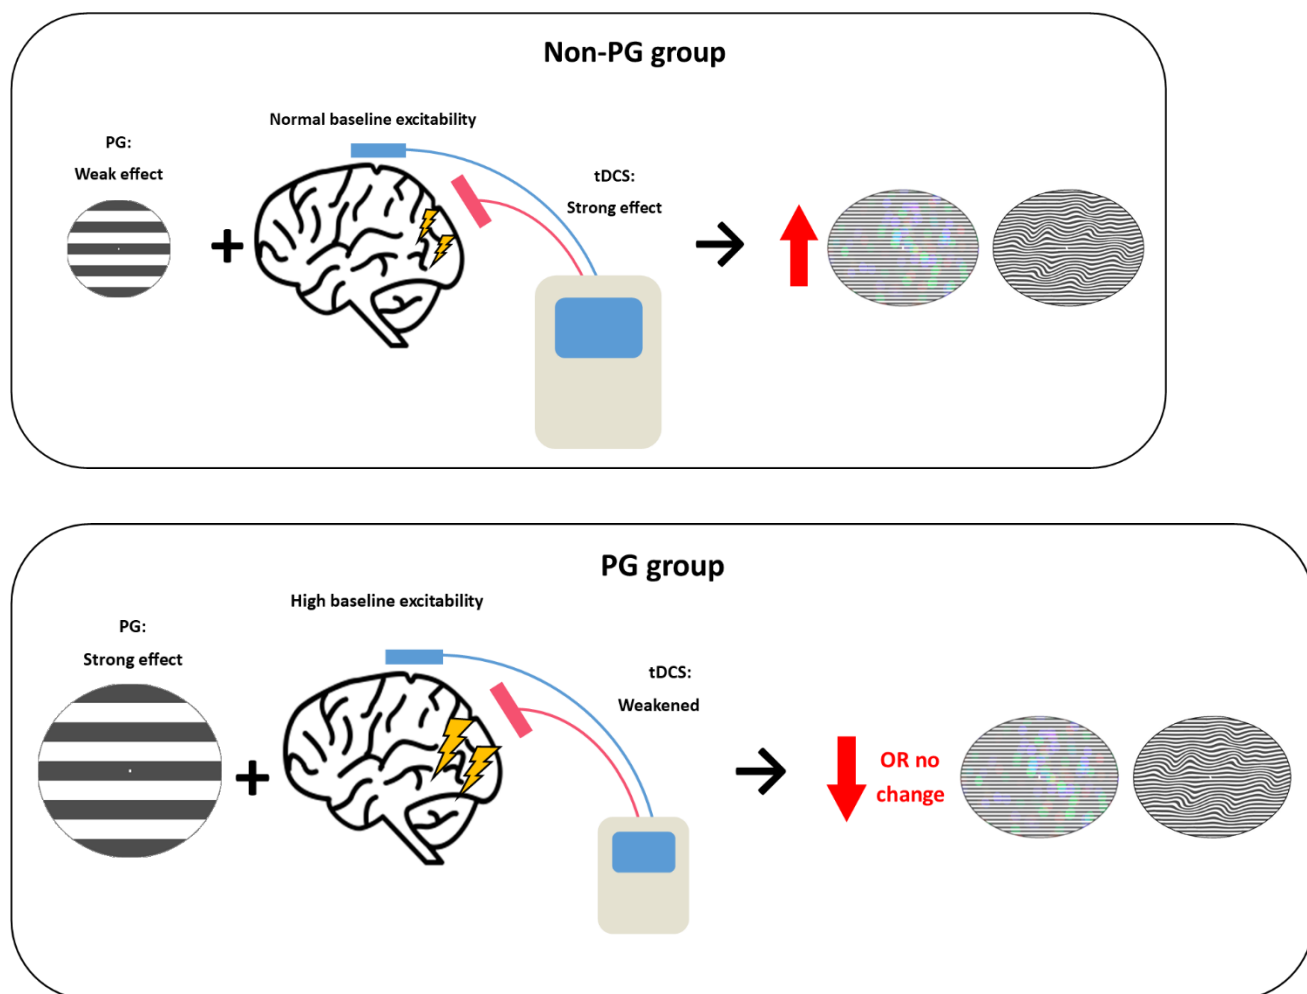 Non-PG group
Normal baseline excitability
PG:
Weak effect
tDCS:
Strong effect
PG group
High baseline excitability
PG:
Strong effect
tDCS:
Weakened
OR no
change